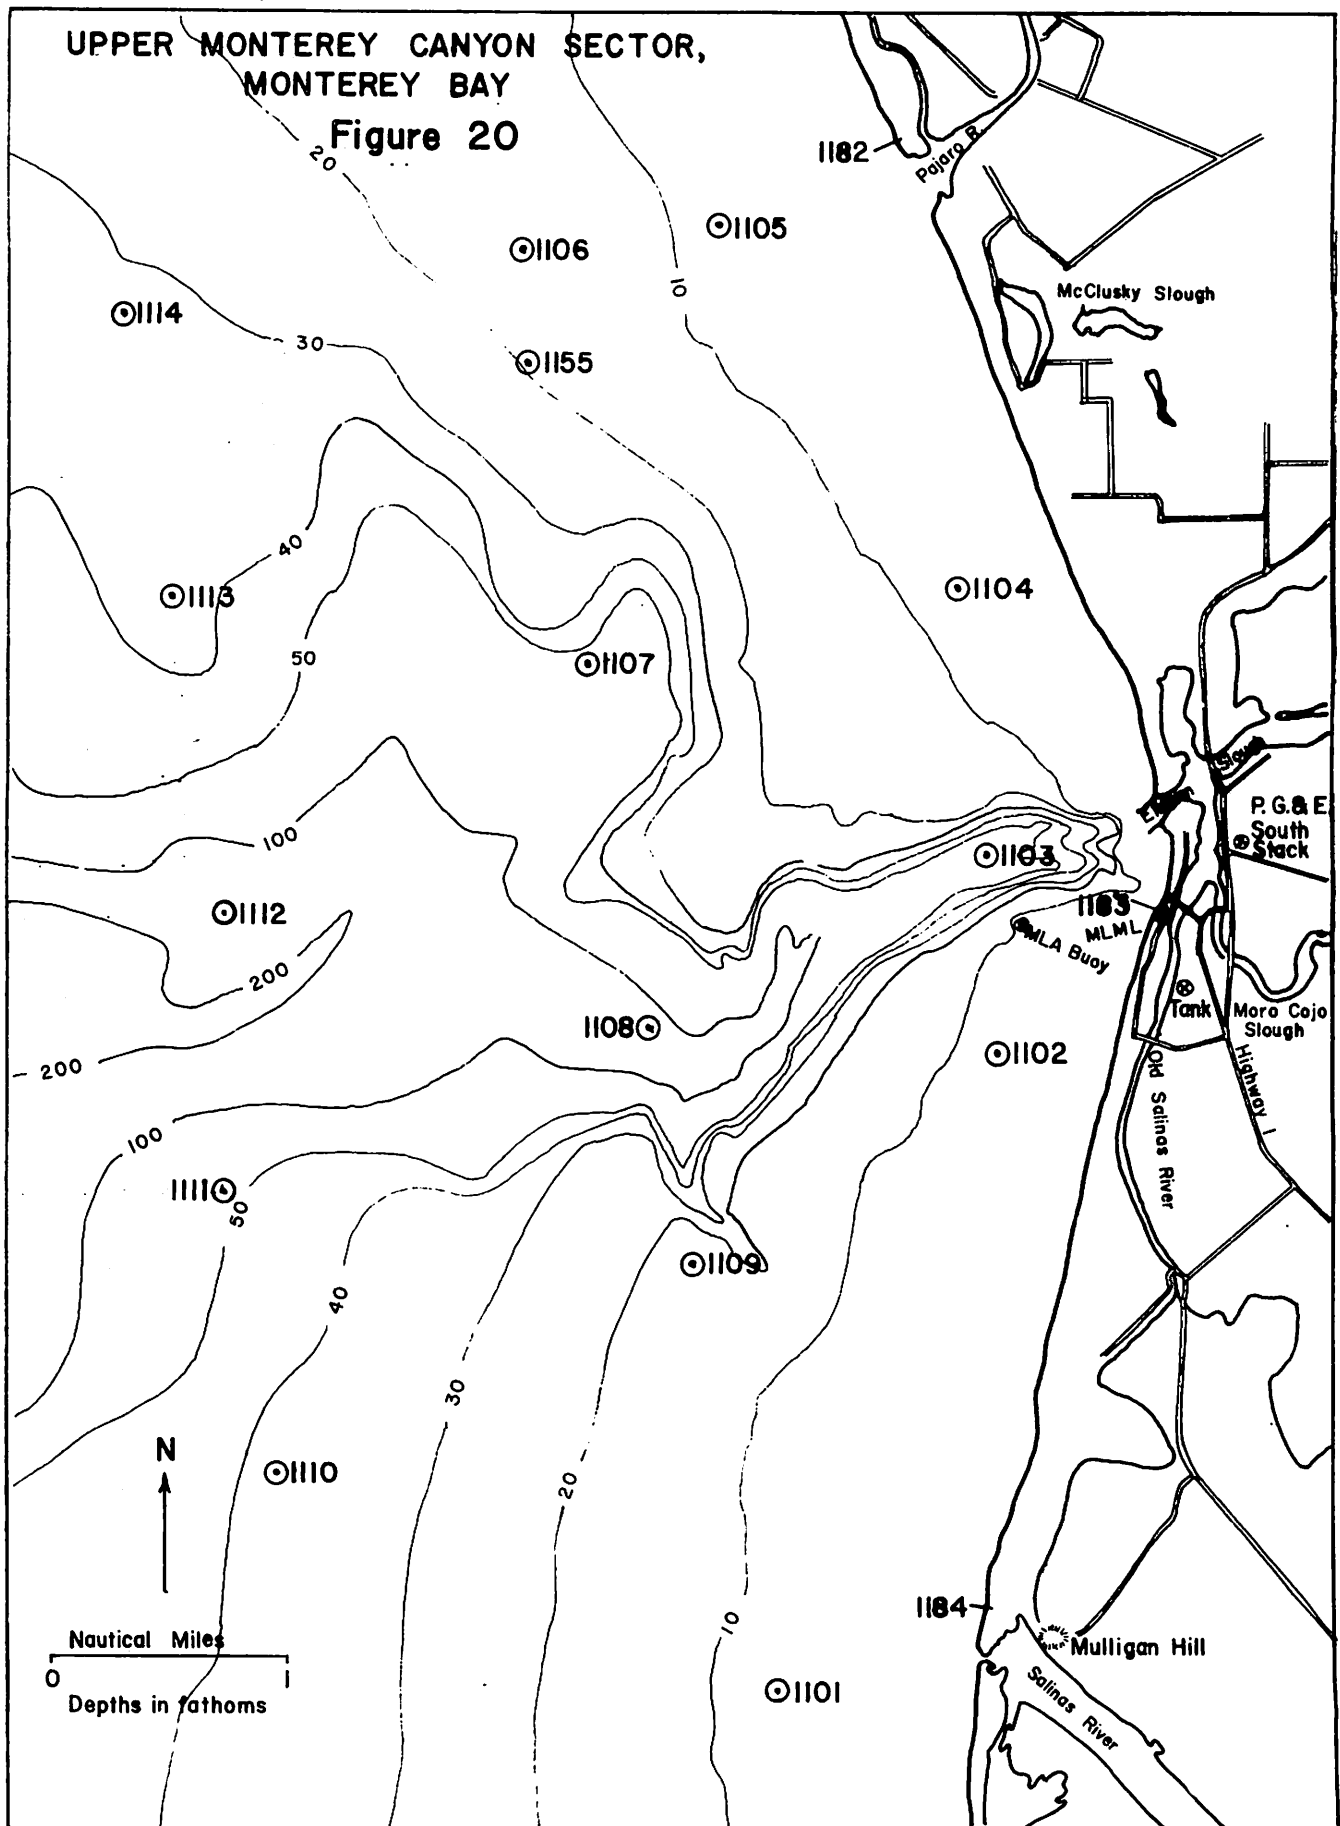 UPPER MONTEREY CANYON SECTOR,
MONTEREY BAY
Figure 20
20
1182
Pajaro R.
1105
1106
10
McClusky Slough
1114
30
1155
40
1113
1104
50
1107
Slough
P. G. & E.
South
Stack
100
1103
1112
1183
MLML
MLA Buoy
200
Tank
Moro Cojo
Slough
1108
1102
200
Old Salinas River
Highway 1
100
1111
50
1109
40
30
N
1110
20
1184
10
Nautical Miles
0 1
Mulligan Hill
Depths in fathoms
1101
Salinas River